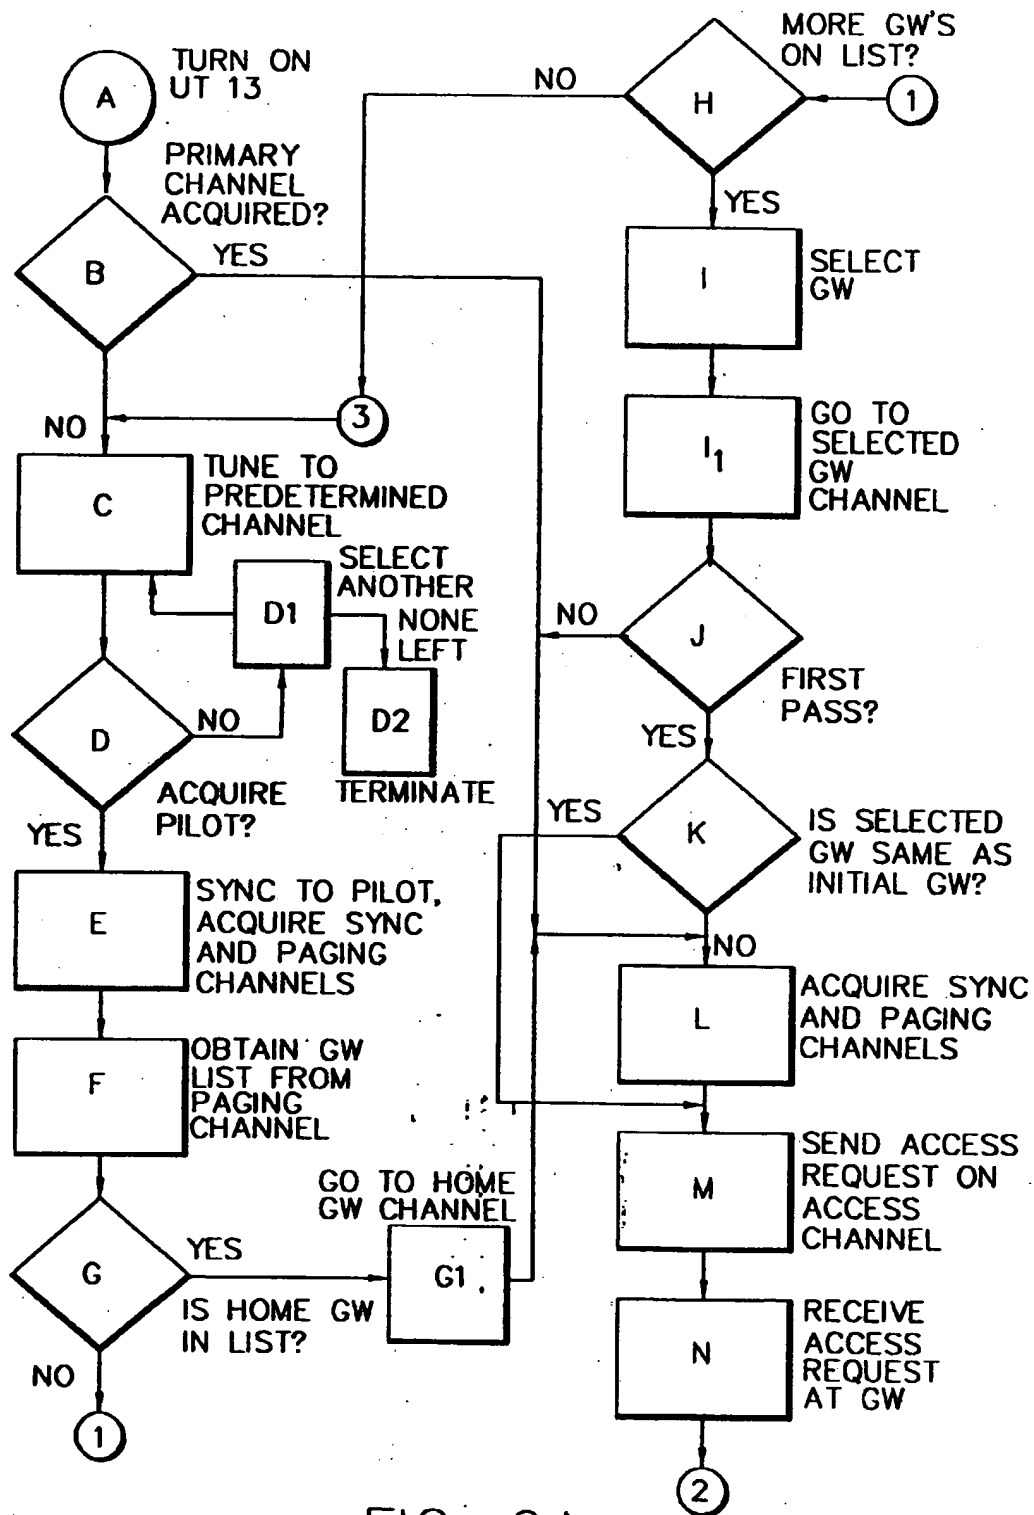 A
TURN ON
UT 13
PRIMARY
CHANNEL
ACQUIRED?
B
YES
NO
3
C
TUNE TO
PREDETERMINED
CHANNEL
D1
SELECT
ANOTHER
NONE
LEFT
D2
TERMINATE
D
NO
ACQUIRE
PILOT?
YES
E
SYNC TO PILOT,
ACQUIRE SYNC
AND PAGING
CHANNELS
F
OBTAIN GW
LIST FROM
PAGING
CHANNEL
G
YES
IS HOME GW
IN LIST?
GO TO HOME
GW CHANNEL
G1
NO
1
MORE GW'S
ON LIST?
NO
H
1
YES
I
SELECT
GW
I1
GO TO
SELECTED
GW
CHANNEL
NO
J
FIRST
PASS?
YES
YES
K
IS SELECTED
GW SAME AS
INITIAL GW?
NO
L
ACQUIRE SYNC
AND PAGING
CHANNELS
M
SEND ACCESS
REQUEST ON
ACCESS
CHANNEL
N
RECEIVE
ACCESS
REQUEST
AT GW
2